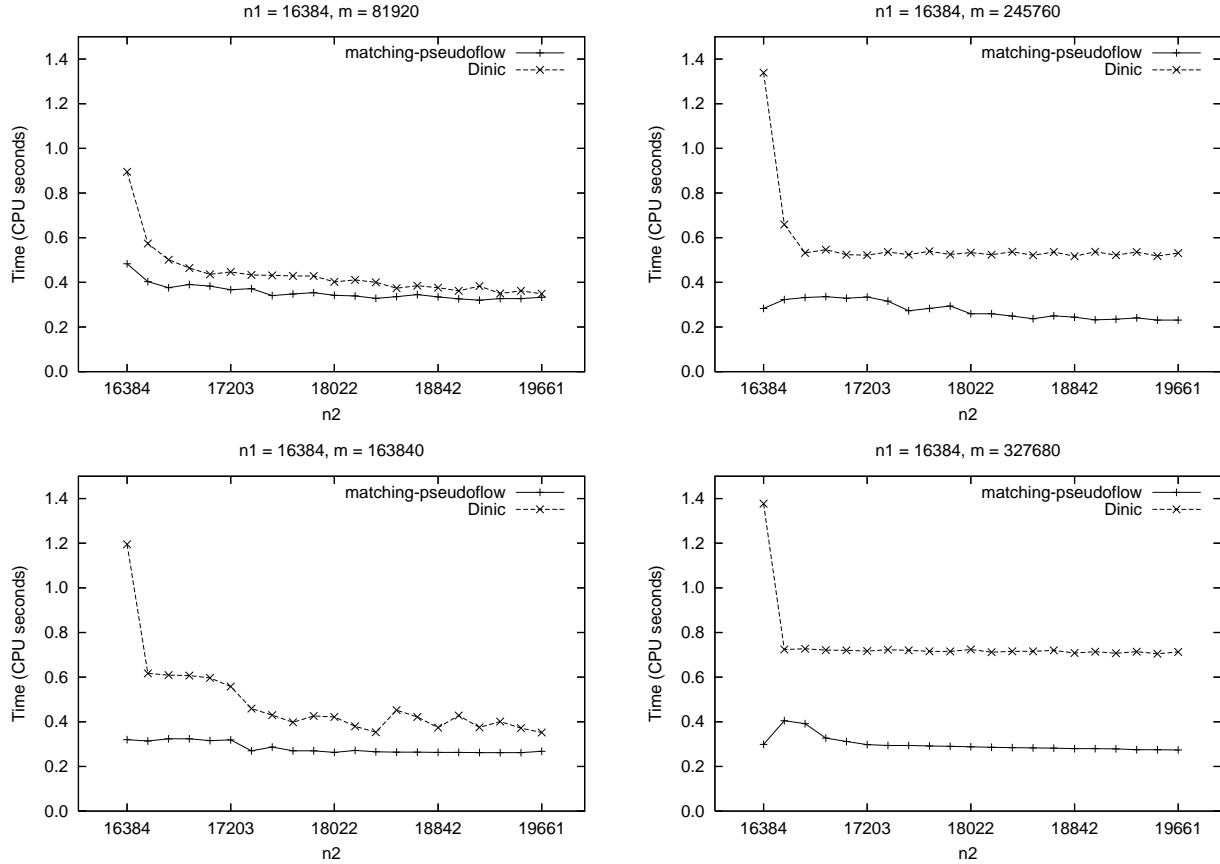 n1 = 16384, m = 81920
1.4
1.2
1.0
0.8
0.6
0.4
0.2
0.0
Time (CPU seconds)
matching-pseudoflow
Dinic
16384 17203 18022 18842 19661
n2
n1 = 16384, m = 245760
1.4
1.2
1.0
0.8
0.6
0.4
0.2
0.0
Time (CPU seconds)
matching-pseudoflow
Dinic
16384 17203 18022 18842 19661
n2
n1 = 16384, m = 163840
1.4
1.2
1.0
0.8
0.6
0.4
0.2
0.0
Time (CPU seconds)
matching-pseudoflow
Dinic
16384 17203 18022 18842 19661
n2
n1 = 16384, m = 327680
1.4
1.2
1.0
0.8
0.6
0.4
0.2
0.0
Time (CPU seconds)
matching-pseudoflow
Dinic
16384 17203 18022 18842 19661
n2